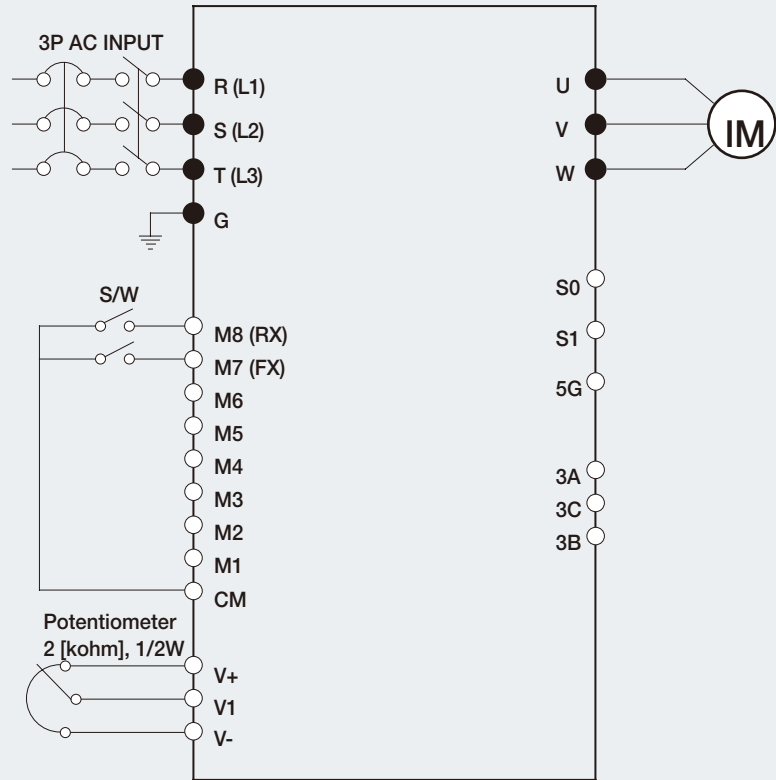 3P AC INPUT
R (L1)
S (L2)
T (L3)
G
U
V
W
IM
S/W
M8 (RX)
M7 (FX)
M6
M5
M4
M3
M2
M1
CM
S0
S1
5G
3A
3C
3B
Potentiometer
2 [kohm], 1/2W
V+
V1
V-